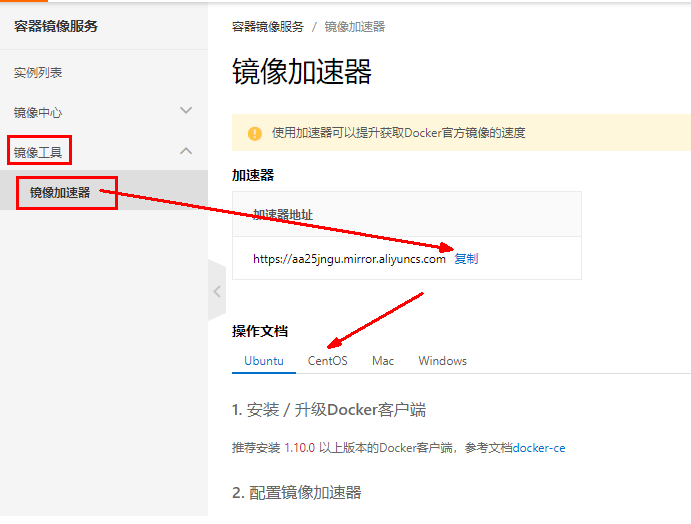 容器镜像服务
实例列表
镜像中心
镜像工具
镜像加速器
容器镜像服务 / 镜像加速器
镜像加速器
使用加速器可以提升获取Docker官方镜像的速度
加速器
加速器地址
https://aa25jngu.mirror.aliyuncs.com 复制
操作文档
Ubuntu CentOS Mac Windows
1. 安装 / 升级Docker客户端
推荐安装 1.10.0 以上版本的Docker客户端，参考文档docker-ce
2. 配置镜像加速器